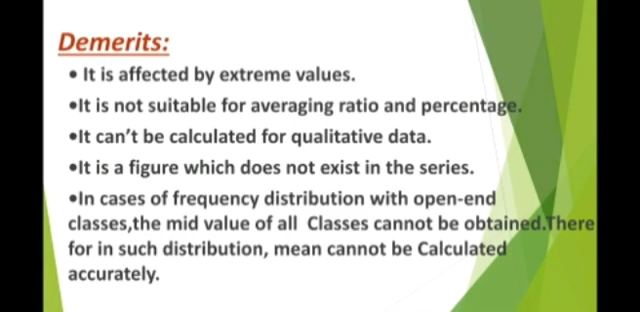 Demerits:
• It is affected by extreme values.
•It is not suitable for averaging ratio and percentage.
•It can't be calculated for qualitative data.
•It is a figure which does not exist in the series.
•In cases of frequency distribution with open-end
classes,the mid value of all Classes cannot be obtained.There
for in such distribution, mean cannot be Calculated
accurately.